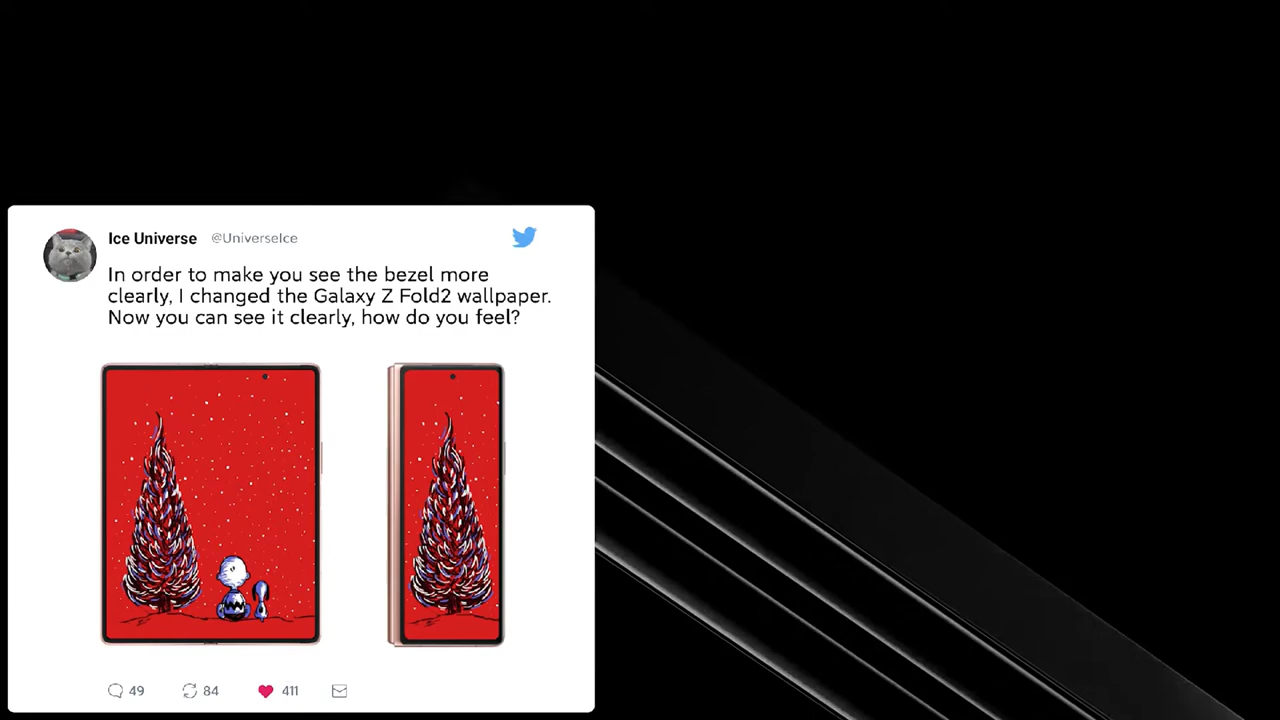 Ice Universe @UniverseIce
In order to make you see the bezel more
clearly, I changed the Galaxy Z Fold2 wallpaper.
Now you can see it clearly, how do you feel?
49 84 411